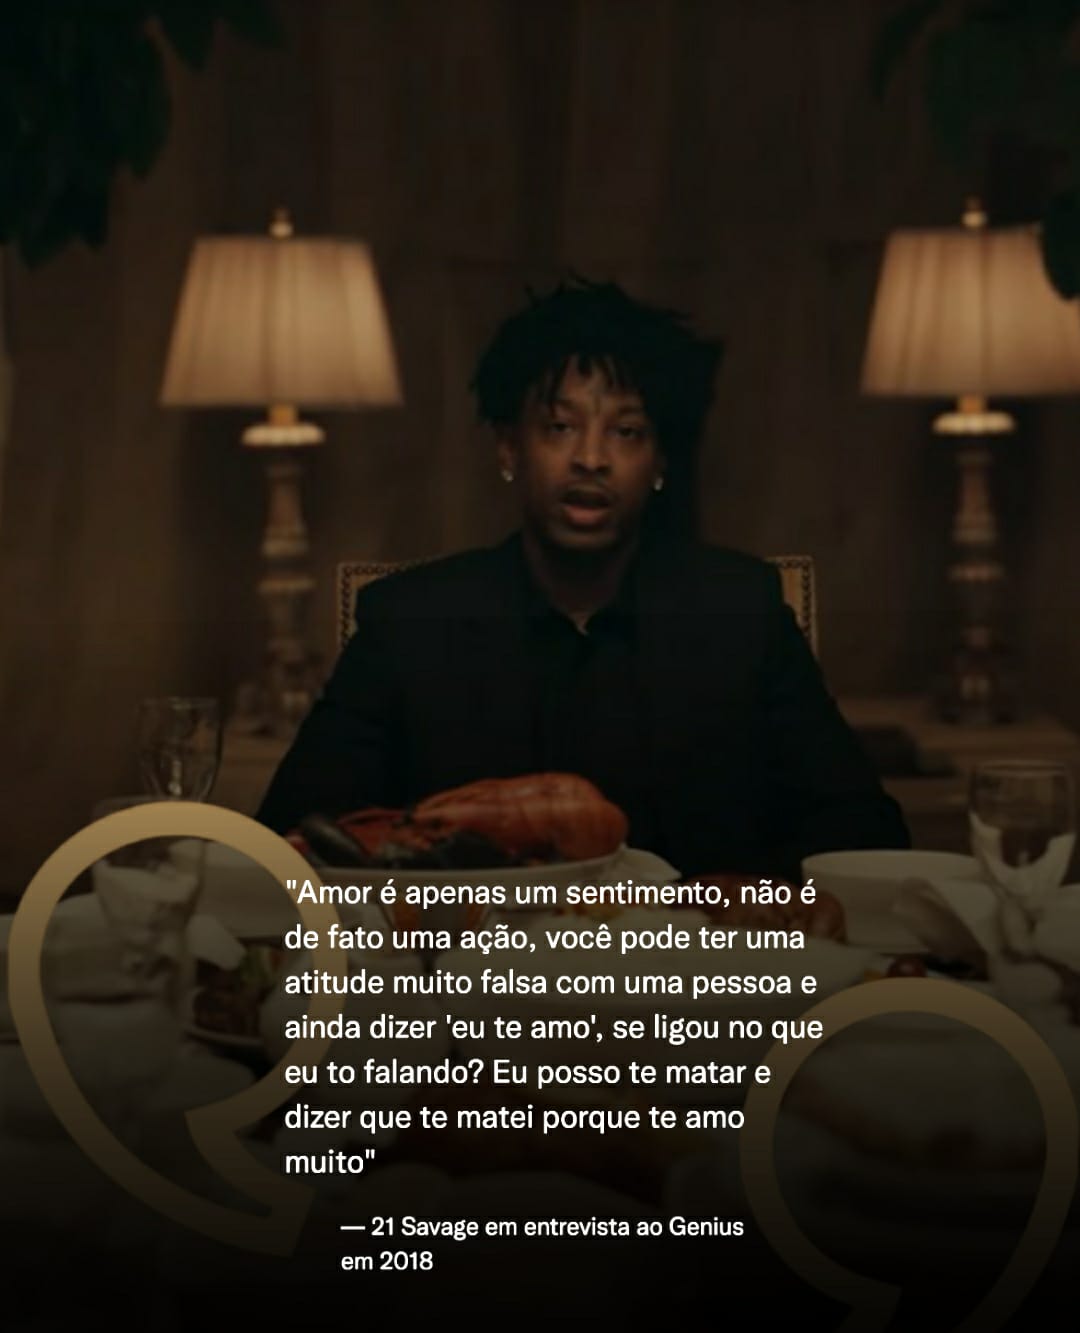 "Amor é apenas um sentimento, não é
de fato uma ação, você pode ter uma
atitude muito falsa com uma pessoa e
ainda dizer 'eu te amo', se ligou no que
eu to falando? Eu posso te matar e
dizer que te matei porque te amo
muito"
— 21 Savage em entrevista ao Genius
em 2018